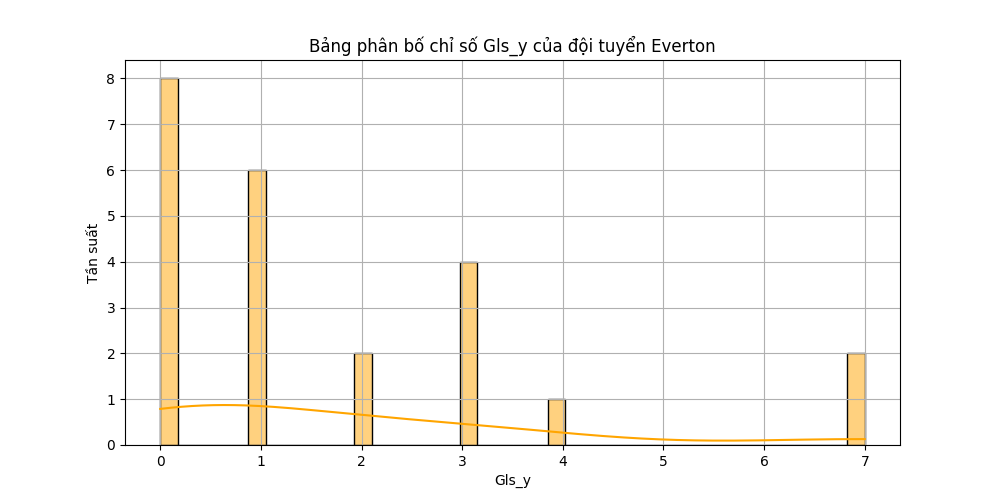 Bảng phân bố chỉ số Gls_y của đội tuyển Everton
Tần suất
8
7
6
5
4
3
2
1
0
0 1 2 3 4 5 6 7
Gls_y